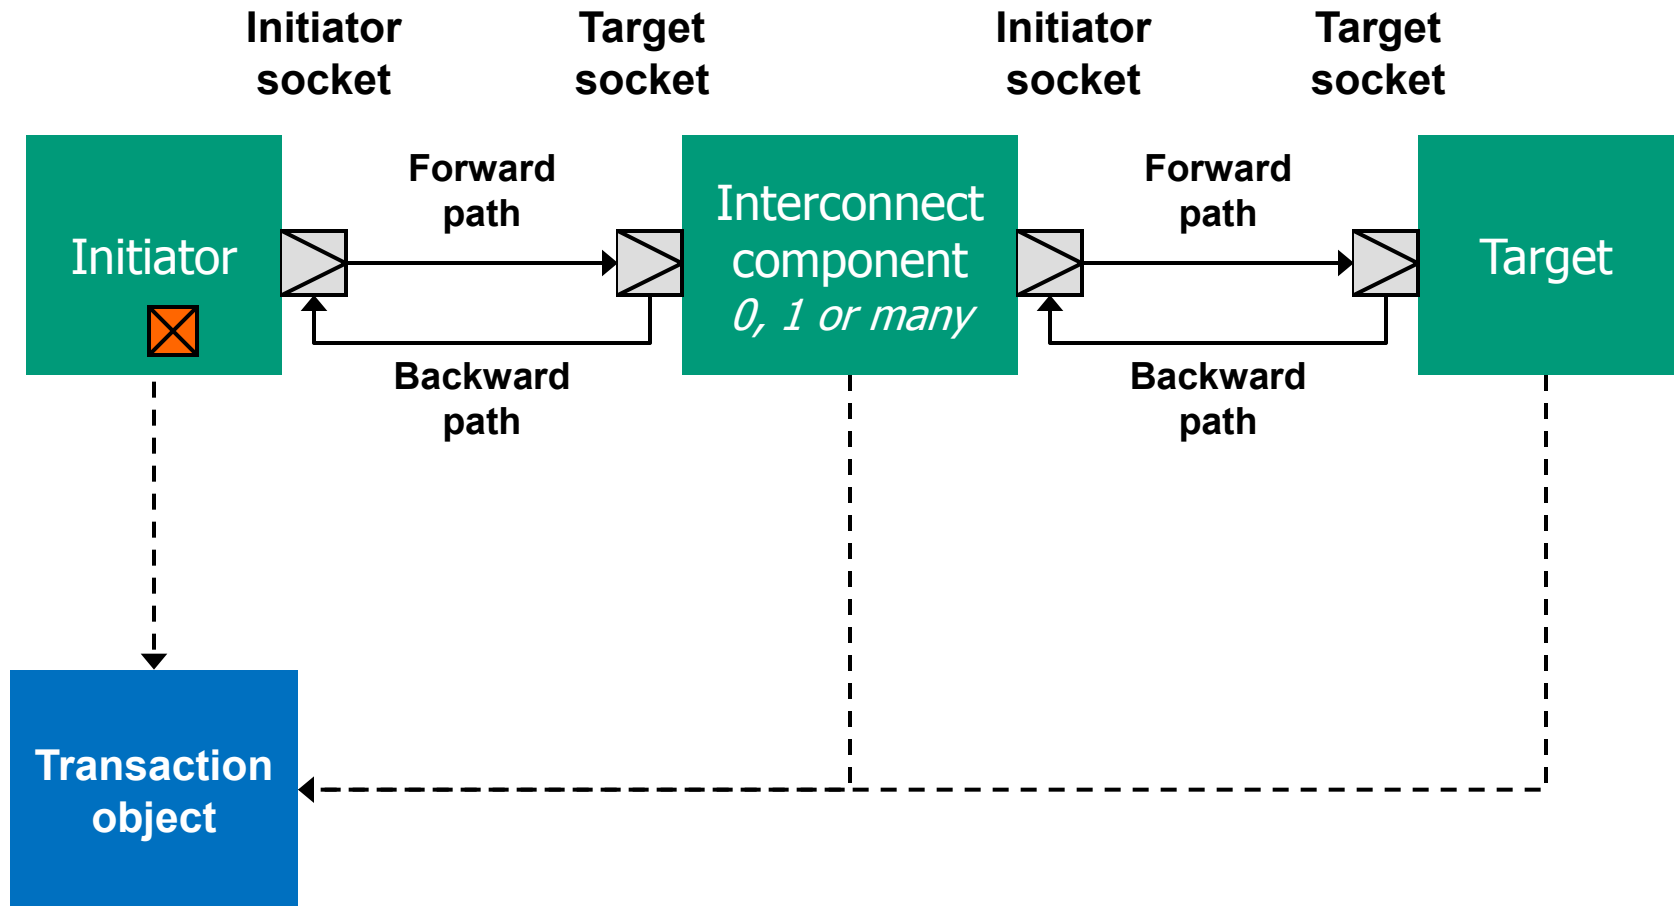 Initiator
socket
Target
socket
Initiator
socket
Target
socket
Initiator
Forward
path
Backward
path
Interconnect
component
0, 1 or many
Forward
path
Backward
path
Target
Transaction
object